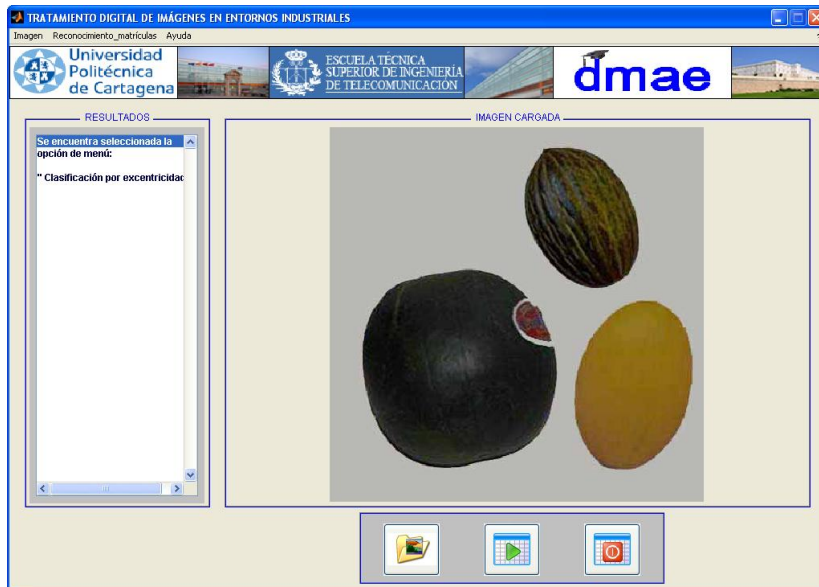 TRATAMIENTO DIGITAL DE IMÁGENES EN ENTORNOS INDUSTRIALES
Imagen Reconocimiento_matrículas Ayuda
Universidad
Politécnica
de Cartagena
ESCUELA TÉCNICA
SUPERIOR DE INGENIERÍA
DE TELECOMUNICACIÓN
dmae
RESULTADOS
Se encuentra seleccionada la
opción de menú:
" Clasificación por excentricidad
IMAGEN CARGADA